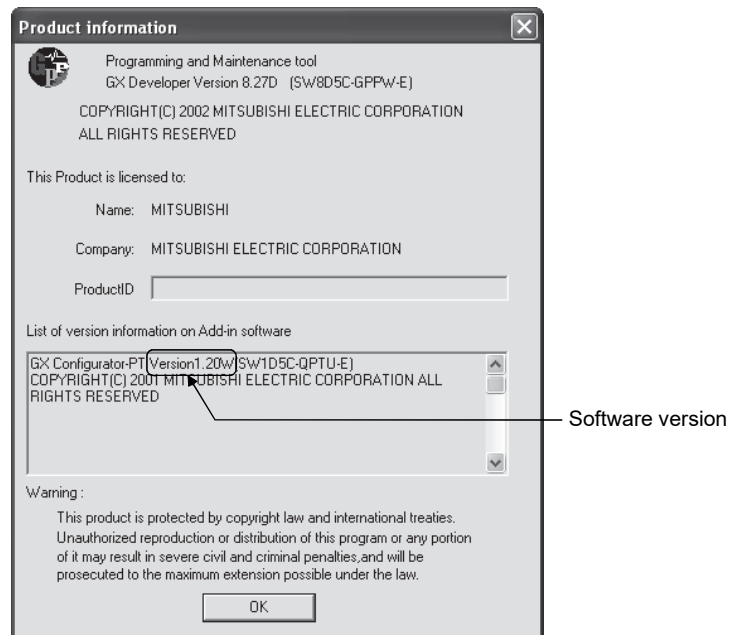 Product information
Programming and Maintenance tool
GX Developer Version 8.27D (SW8D5C-GPPW-E)
COPYRIGHT(C) 2002 MITSUBISHI ELECTRIC CORPORATION
ALL RIGHTS RESERVED
This Product is licensed to:
Name: MITSUBISHI
Company: MITSUBISHI ELECTRIC CORPORATION
ProductID
List of version information on Add-in software
GX Configurator-PT Version1.20W(SW1D5C-QPTU-E)
COPYRIGHT(C) 2001 MITSUBISHI ELECTRIC CORPORATION ALL
RIGHTS RESERVED
Software version
Warning :
This product is protected by copyright law and international treaties.
Unauthorized reproduction or distribution of this program or any portion
of it may result in severe civil and criminal penalties,and will be
prosecuted to the maximum extension possible under the law.
OK